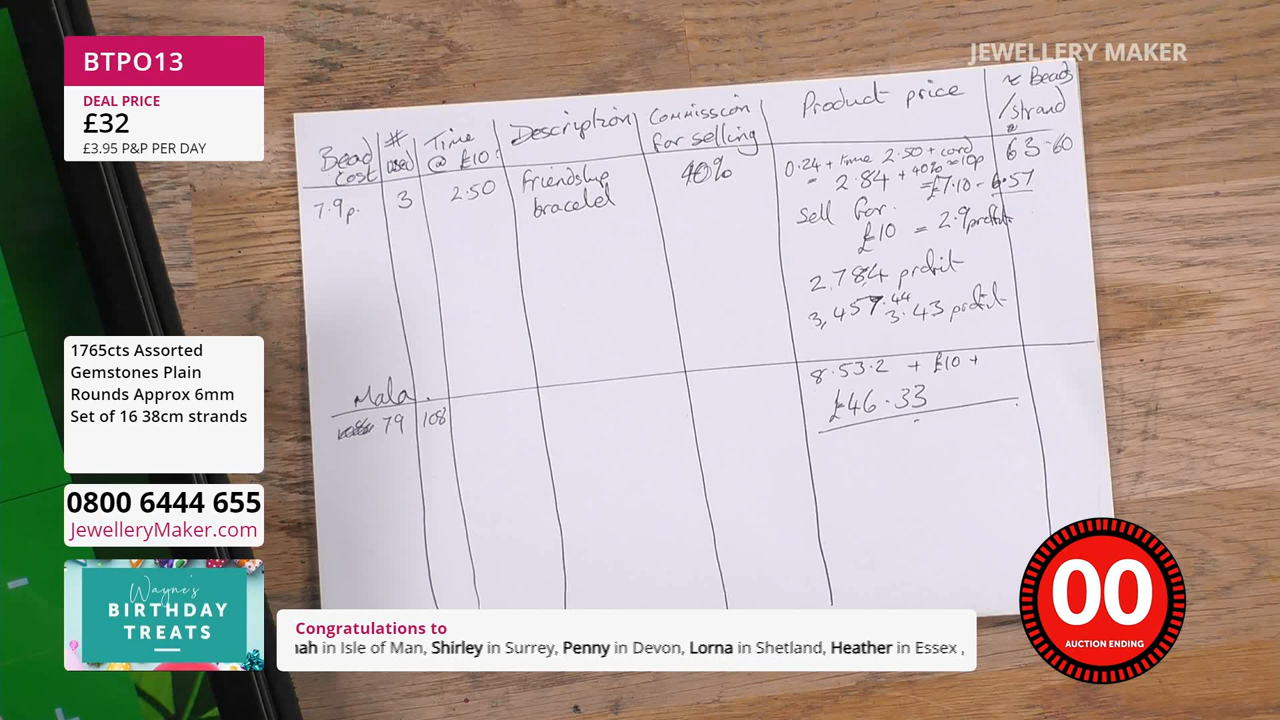 BTPO13
DEAL PRICE
£32
£3.95 P&P PER DAY
JEWELLERY MAKER
Bead cost
# used
Time @ £10
Description
Commission for selling
Product price
≈ Beads /strand
7.9p.
3
2.50
friendship
bracelet
40%
0.24 + time 2.50 + cord
= 2.84 + 40% = 10p
= £7.10 - 6.57
sell for
£10 = 2.9 profit
2,784 profit
3,457.44
3.43 profit
63-60
Mala.
79
108
8.53.2 + £10 +
£46.33
1765cts Assorted
Gemstones Plain
Rounds Approx 6mm
Set of 16 38cm strands
0800 6444 655
JewelleryMaker.com
Wayne's
BIRTHDAY
TREATS
Congratulations to
nah in Isle of Man, Shirley in Surrey, Penny in Devon, Lorna in Shetland, Heather in Essex ,
00
AUCTION ENDING